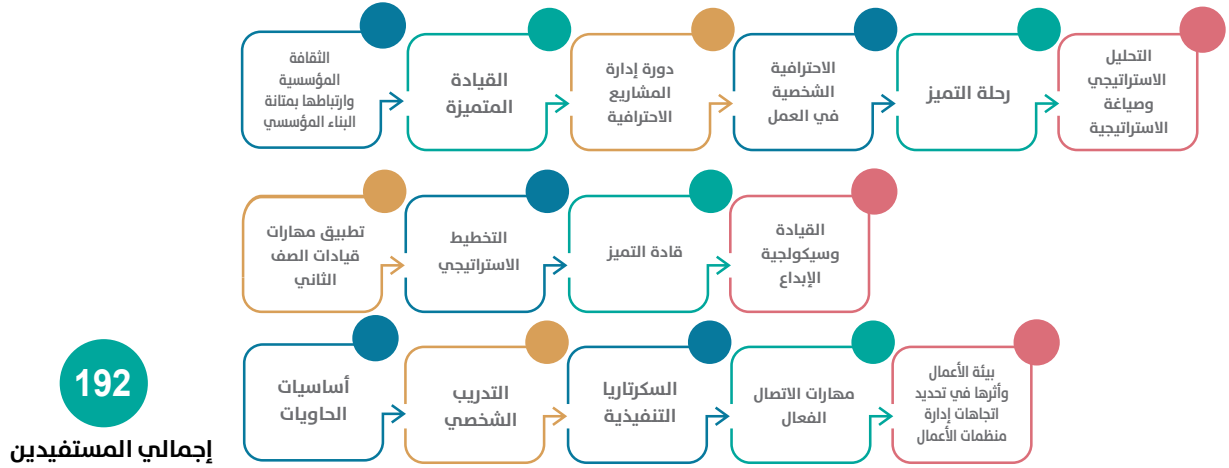 التحليل
الاستراتيجي
وصياغة
الاستراتيجية
رحلة التميز
الاحترافية
الشخصية
في العمل
دورة إدارة
المشاريع
الاحترافية
القيادة
المتميزة
الثقافة
المؤسسية
وارتباطها بمتانة
البناء المؤسسي
القيادة
وسيكولجية
الإبداع
قادة التميز
التخطيط
الاستراتيجي
تطبيق مهارات
قيادات الصف
الثاني
بيئة الأعمال
وأثرها في تحديد
اتجاهات إدارة
منظمات الأعمال
مهارات الاتصال
الفعال
السكرتاريا
التنفيذية
التدريب
الشخصي
أساسيات
الحاويات
192
إجمالي المستفيدين